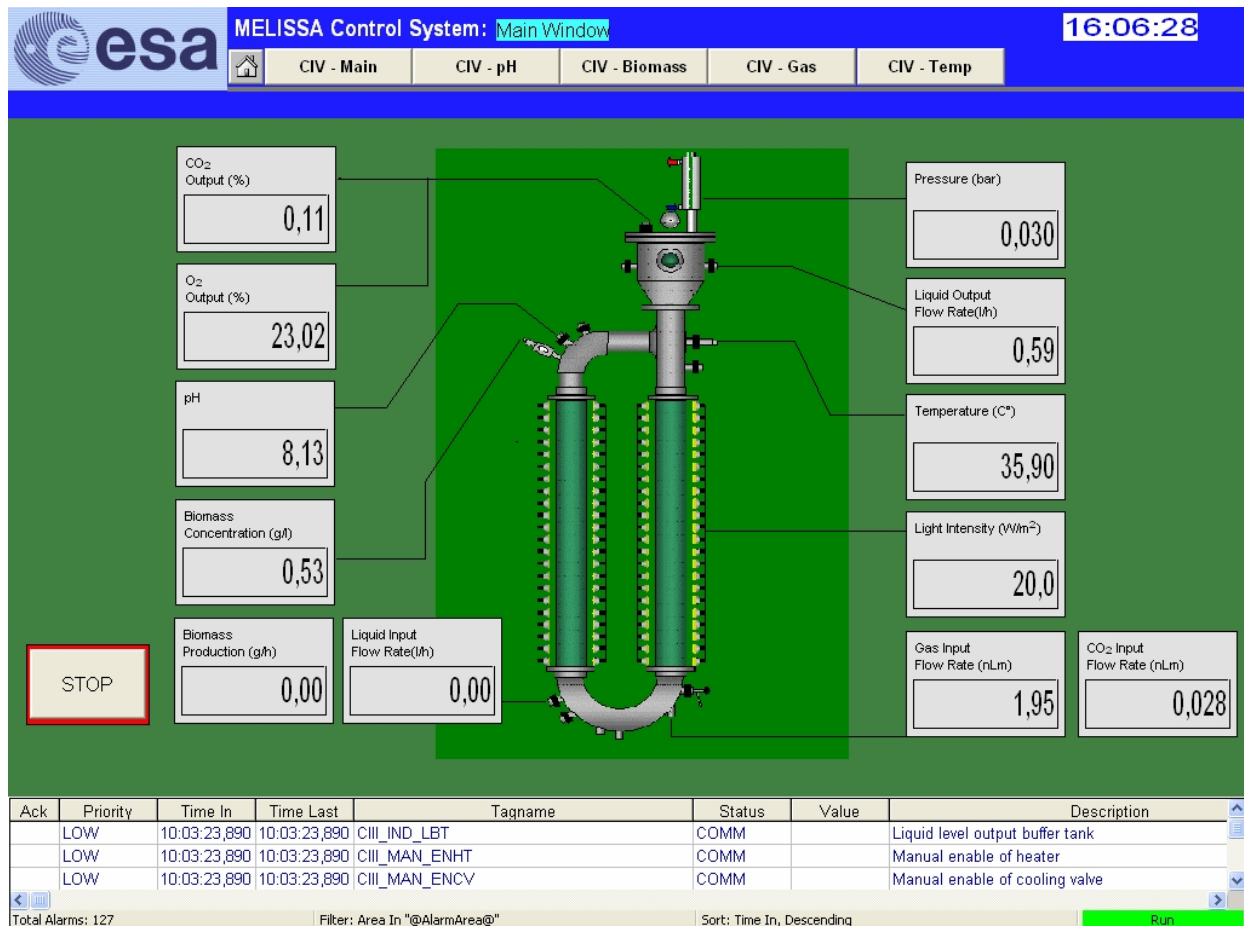 esa
MELISSA Control System: Main Window
16:06:28
CIV - Main
CIV - pH
CIV - Biomass
CIV - Gas
CIV - Temp
CO2
Output (%)
0,11
O2
Output (%)
23,02
pH
8,13
Biomass
Concentration (g/l)
0,53
Biomass
Production (g/h)
0,00
Liquid Input
Flow Rate(l/h)
0,00
STOP
Pressure (bar)
0,030
Liquid Output
Flow Rate(l/h)
0,59
Temperature (C°)
35,90
Light Intensity (W/m²)
20,0
Gas Input
Flow Rate (nLm)
1,95
CO2 Input
Flow Rate (nLm)
0,028
Ack Priority Time In Time Last Tagname Status Value Description
LOW 10:03:23,890 10:03:23,890 CIII_IND_LBT COMM Liquid level output buffer tank
LOW 10:03:23,890 10:03:23,890 CIII_MAN_ENHT COMM Manual enable of heater
LOW 10:03:23,890 10:03:23,890 CIII_MAN_ENCV COMM Manual enable of cooling valve
Total Alarms: 127 Filter: Area In "@AlarmArea@" Sort: Time In, Descending Run